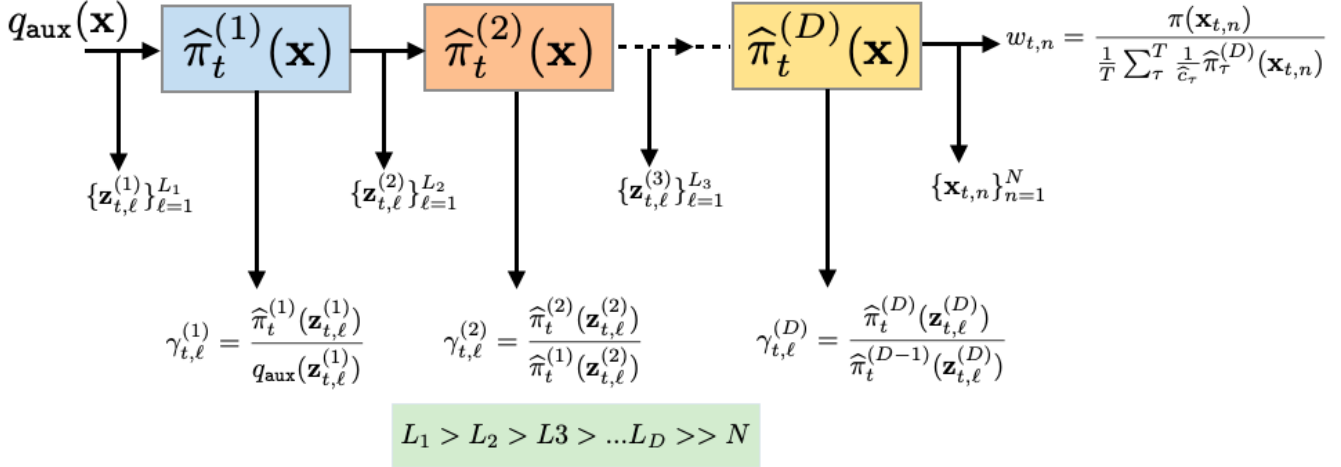 q_aux(x)
π̂_t^(1)(x)
π̂_t^(2)(x)
π̂_t^(D)(x)
w_{t,n} = π(x_{t,n}) / (1/T ∑_τ^T 1/ĉ_τ π̂_τ^(D)(x_{t,n}))
{z_{t,ℓ}^(1)}_{ℓ=1}^{L_1}
{z_{t,ℓ}^(2)}_{ℓ=1}^{L_2}
{z_{t,ℓ}^(3)}_{ℓ=1}^{L_3}
{x_{t,n}}_{n=1}^N
γ_{t,ℓ}^(1) = π̂_t^(1)(z_{t,ℓ}^(1)) / q_aux(z_{t,ℓ}^(1))
γ_{t,ℓ}^(2) = π̂_t^(2)(z_{t,ℓ}^(2)) / π̂_t^(1)(z_{t,ℓ}^(2))
γ_{t,ℓ}^(D) = π̂_t^(D)(z_{t,ℓ}^(D)) / π̂_t^(D−1)(z_{t,ℓ}^(D))
L_1 > L_2 > L3 > ...L_D >> N